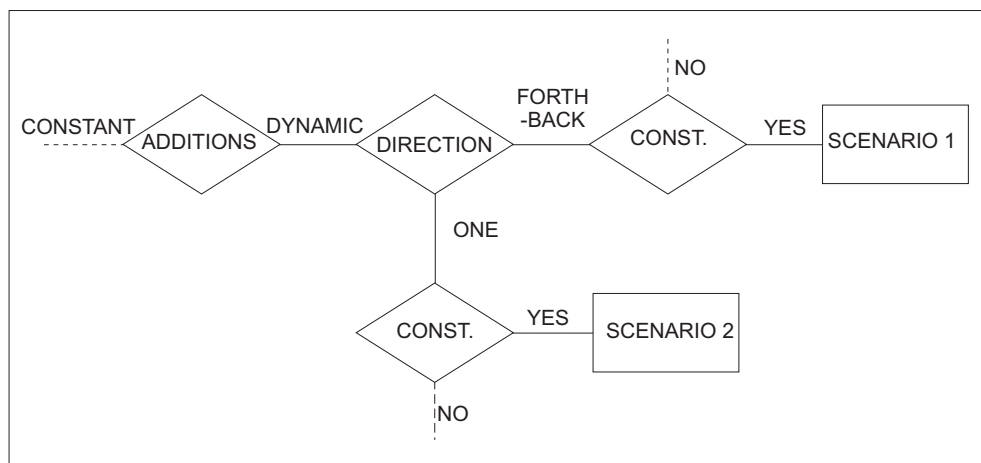 NO
FORTH
-BACK
CONSTANT
DYNAMIC
YES
ADDITIONS
DIRECTION
CONST.
SCENARIO 1
ONE
YES
CONST.
SCENARIO 2
NO